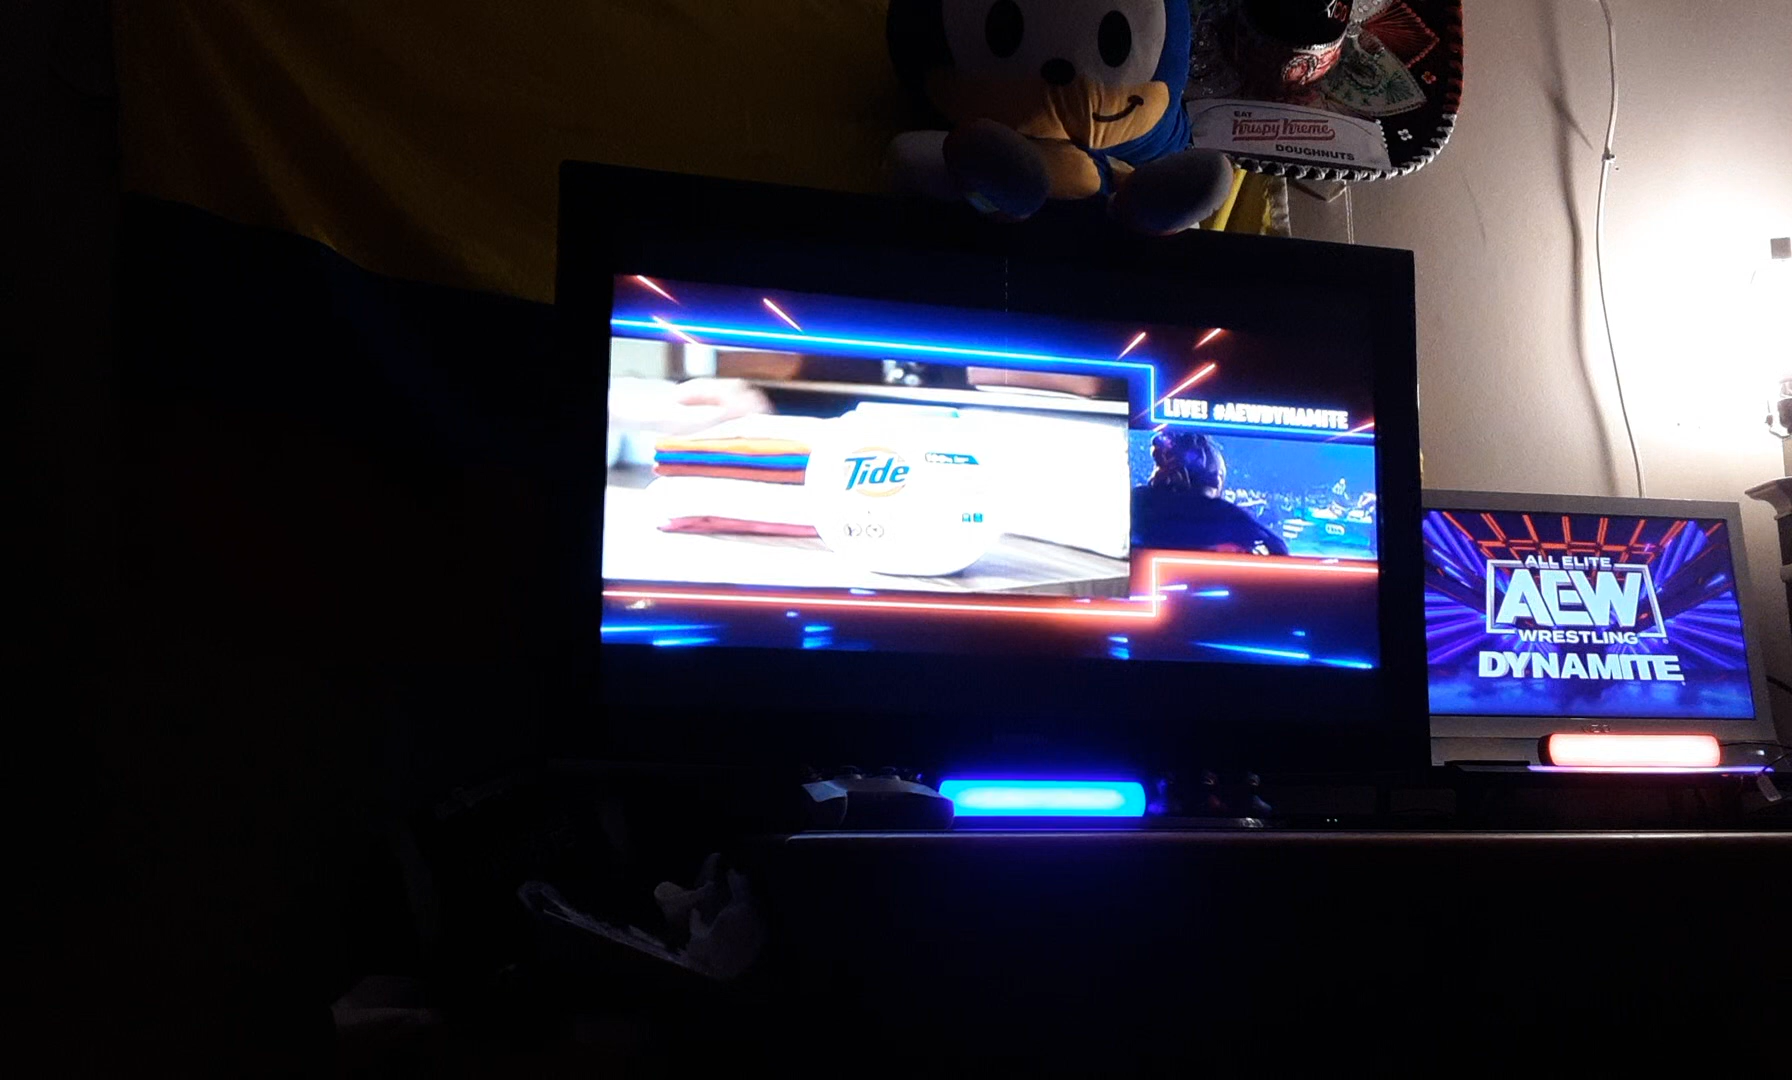 EAT
Krispy Kreme
DOUGHNUTS
LIVE! #AEWDYNAMITE
Tide
ALL ELITE
AEW
WRESTLING
DYNAMITE